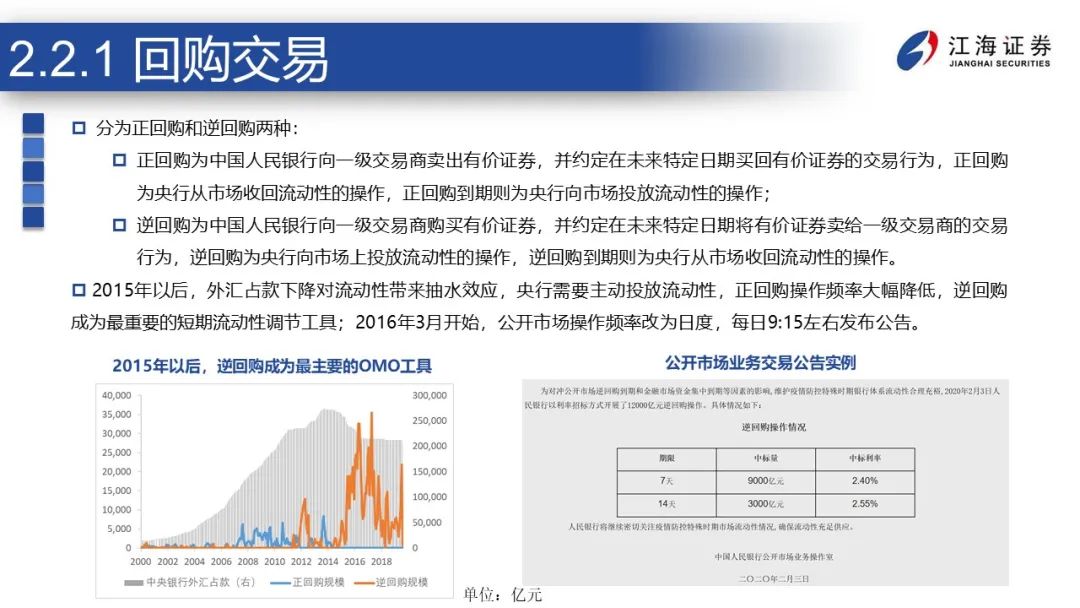 2.2.1 回购交易
江海证券
JIANGHAI SECURITIES
分为正回购和逆回购两种：
正回购为中国人民银行向一级交易商卖出有价证券，并约定在未来特定日期买回有价证券的交易行为，正回购
为央行从市场收回流动性的操作，正回购到期则为央行向市场投放流动性的操作；
逆回购为中国人民银行向一级交易商购买有价证券，并约定在未来特定日期将有价证券卖给一级交易商的交易
行为，逆回购为央行向市场上投放流动性的操作，逆回购到期则为央行从市场收回流动性的操作。
2015年以后，外汇占款下降对流动性带来抽水效应，央行需要主动投放流动性，正回购操作频率大幅降低，逆回购
成为最重要的短期流动性调节工具；2016年3月开始，公开市场操作频率改为日度，每日9:15左右发布公告。
2015年以后，逆回购成为最主要的OMO工具
40,000 300,000
35,000 250,000
30,000 200,000
25,000
20,000 150,000
15,000 100,000
10,000
5,000 50,000
0 0
2000 2002 2004 2006 2008 2010 2012 2014 2016 2018
中央银行外汇占款（右） 正回购规模 逆回购规模
单位：亿元
公开市场业务交易公告实例
为对冲公开市场逆回购到期和金融市场资金集中到期等因素的影响,维护疫情防控特殊时期银行体系流动性合理充裕,2020年2月3日人
民银行以利率招标方式开展了12000亿元逆回购操作。具体情况如下:
逆回购操作情况
期限 中标量 中标利率
7天 9000亿元 2.40%
14天 3000亿元 2.55%
人民银行将继续密切关注疫情防控特殊时期市场流动性情况,确保流动性充足供应。
中国人民银行公开市场业务操作室
二〇二〇年二月三日